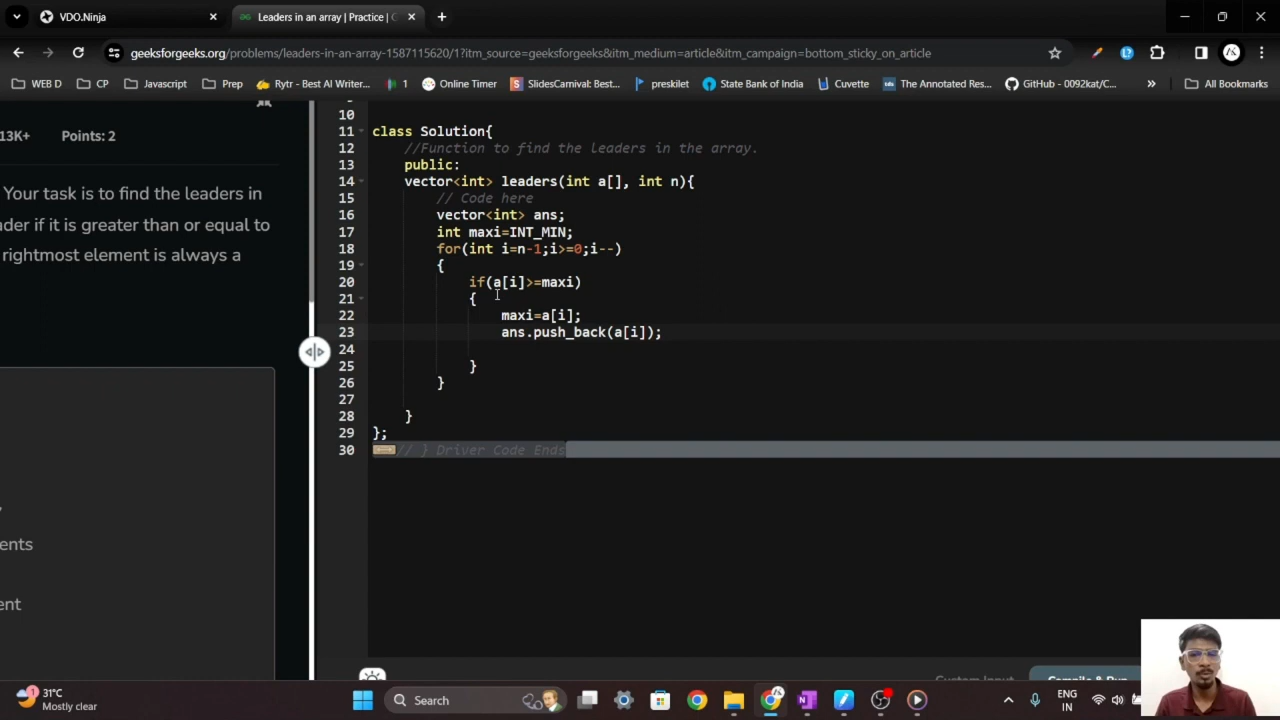 VDO.Ninja
Leaders in an array | Practice |
geeksforgeeks.org/problems/leaders-in-an-array-1587115620/1?itm_source=geeksforgeeks&itm_medium=article&itm_campaign=bottom_sticky_on_article
WEB D CP Javascript Prep Rytr - Best AI Writer... 1 Online Timer SlidesCarnival: Best... preskilet State Bank of India Cuvette The Annotated Res... GitHub - 0092kat/C... » All Bookmarks
13K+ Points: 2
Your task is to find the leaders in
der if it is greater than or equal to
rightmost element is always a
ents
ent
10
11 class Solution{
12 //Function to find the leaders in the array.
13 public:
14 vector<int> leaders(int a[], int n){
15 // Code here
16 vector<int> ans;
17 int maxi=INT_MIN;
18 for(int i=n-1;i>=0;i--)
19 {
20 if(a[i]>=maxi)
21 {
22 maxi=a[i];
23 ans.push_back(a[i]);
24
25 }
26 }
27
28 }
29 };
30 // } Driver Code Ends
Custom Input Compile & Run
1 31°C
Mostly clear
Search
ENG
IN